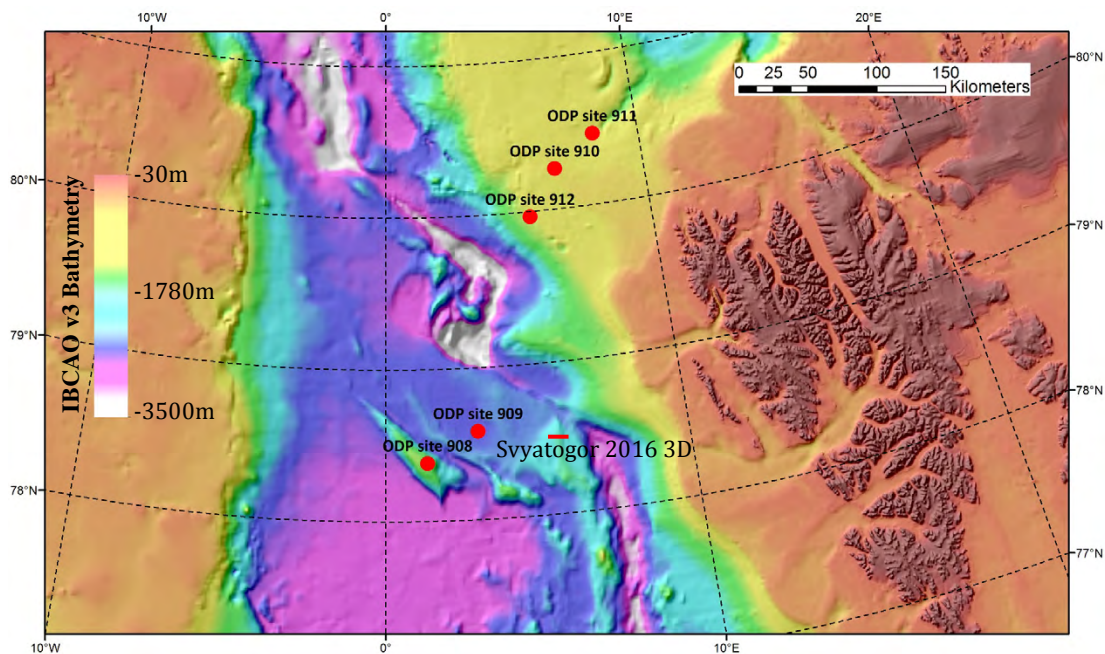 10°W
0°
10°E
20°E
80°N
0 25 50 100 150
Kilometers
ODP site 911
ODP site 910
80°N
-30m
ODP site 912
79°N
IBCAO v3 Bathymetry
-1780m
79°N
78°N
-3500m
ODP site 909
ODP site 908
Svyatogor 2016 3D
78°N
77°N
10°W
0°
10°E